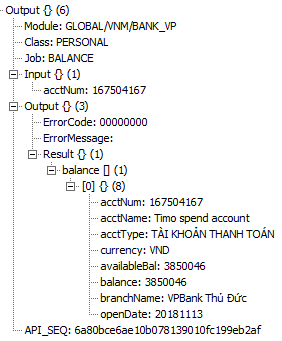 Output {} (6)
Module: GLOBAL/VNM/BANK_VP
Class: PERSONAL
Job: BALANCE
Input {} (1)
acctNum: 167504167
Output {} (3)
ErrorCode: 00000000
ErrorMessage:
Result {} (1)
balance [] (1)
[0] {} (8)
acctNum: 167504167
acctName: Timo spend account
acctType: TÀI KHOẢN THANH TOÁN
currency: VND
availableBal: 3850046
balance: 3850046
branchName: VPBank Thủ Đức
openDate: 20181113
API_SEQ: 6a80bce6ae10b078139010fc199eb2af